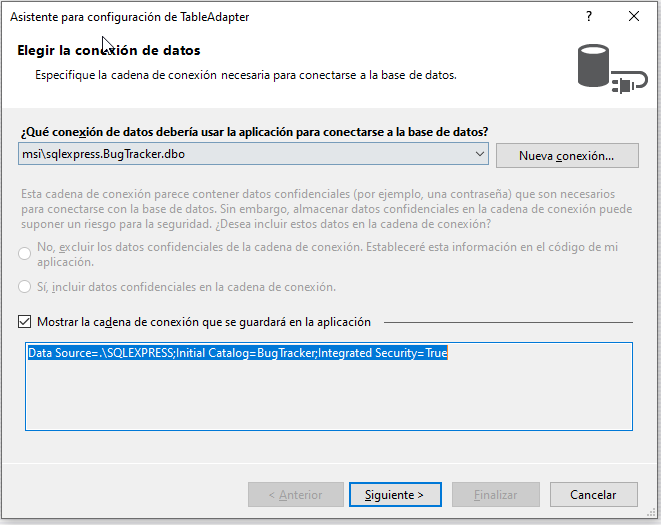 Asistente para configuración de TableAdapter
Elegir la conexión de datos
Especifique la cadena de conexión necesaria para conectarse a la base de datos.
¿Qué conexión de datos debería usar la aplicación para conectarse a la base de datos?
msi\sqlexpress.BugTracker.dbo
Nueva conexión...
Esta cadena de conexión parece contener datos confidenciales (por ejemplo, una contraseña) que son necesarios
para conectarse con la base de datos. Sin embargo, almacenar datos confidenciales en la cadena de conexión puede
suponer un riesgo para la seguridad. ¿Desea incluir estos datos en la cadena de conexión?
No, excluir los datos confidenciales de la cadena de conexión. Estableceré esta información en el código de mi
aplicación.
Sí, incluir datos confidenciales en la cadena de conexión.
Mostrar la cadena de conexión que se guardará en la aplicación
Data Source=.\SQLEXPRESS;Initial Catalog=BugTracker;Integrated Security=True
< Anterior
Siguiente >
Finalizar
Cancelar